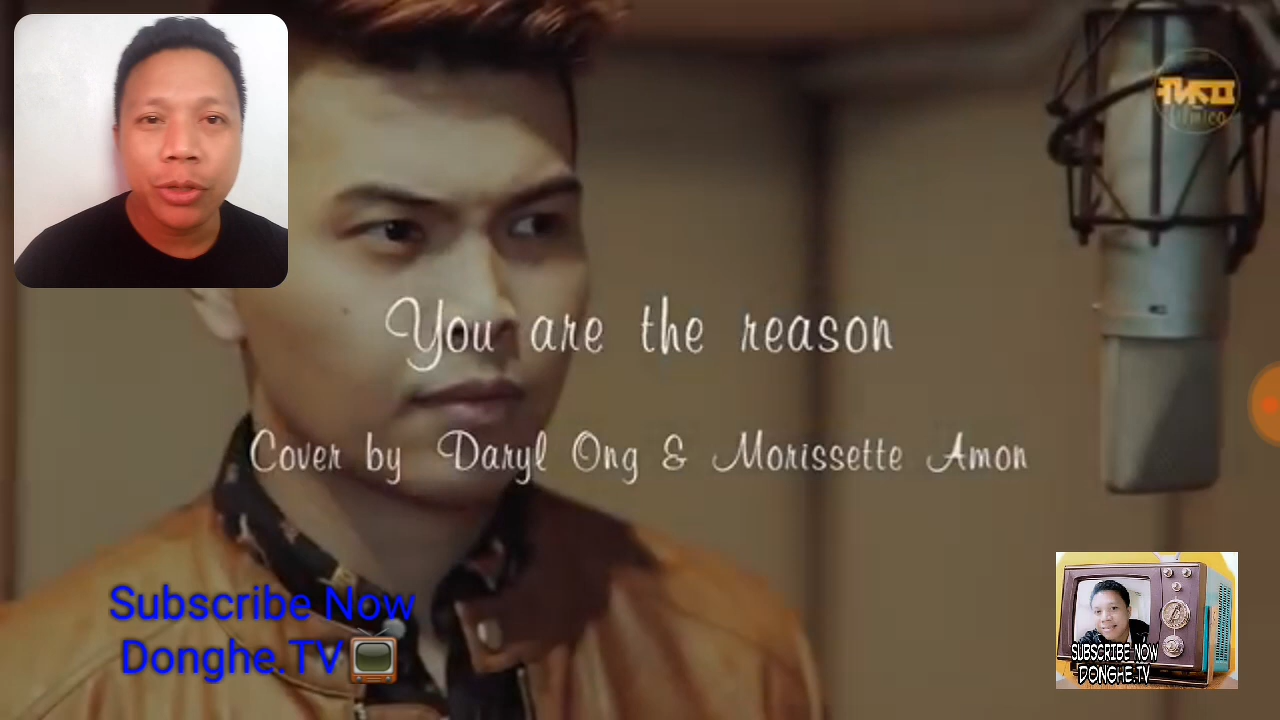 You are the reason
Cover by Daryl Ong & Morissette Amon
Subscribe Now
Donghe.TV
SUBSCRIBE NOW
DONGHE.TV